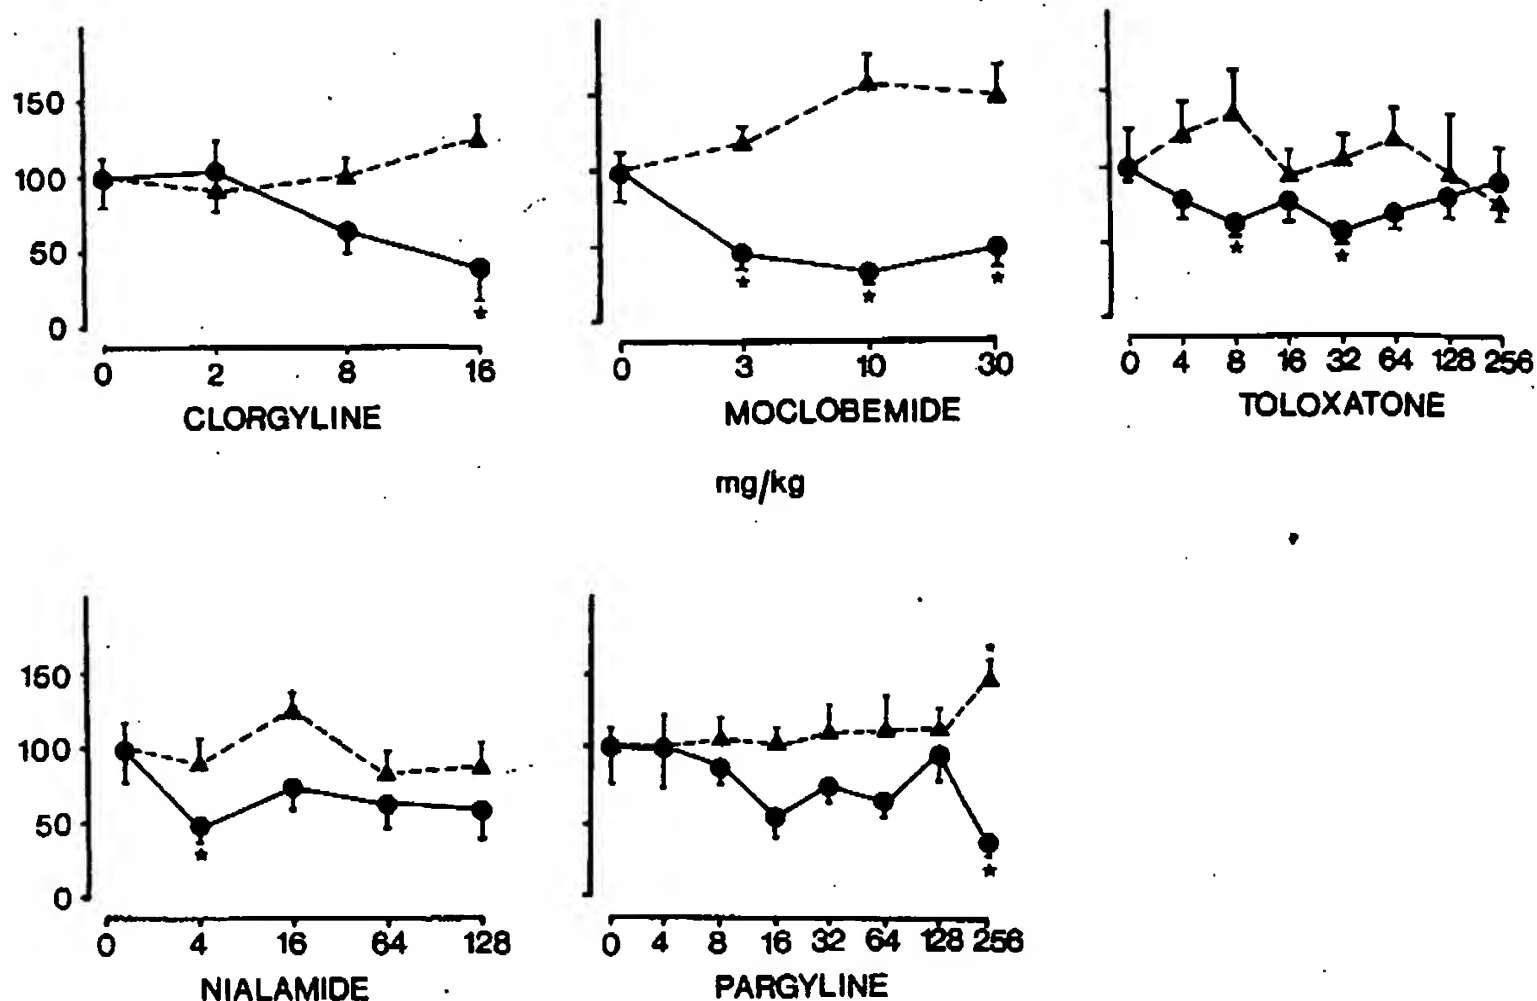 150
100
50
0
0 2 8 16
CLORGYLINE
0 3 10 30
MOCLOBEMIDE
0 4 8 16 32 64 128 256
TOLOXATONE
mg/kg
150
100
50
0
0 4 16 64 128
NIALAMIDE
0 4 8 16 32 64 128 256
PARGYLINE